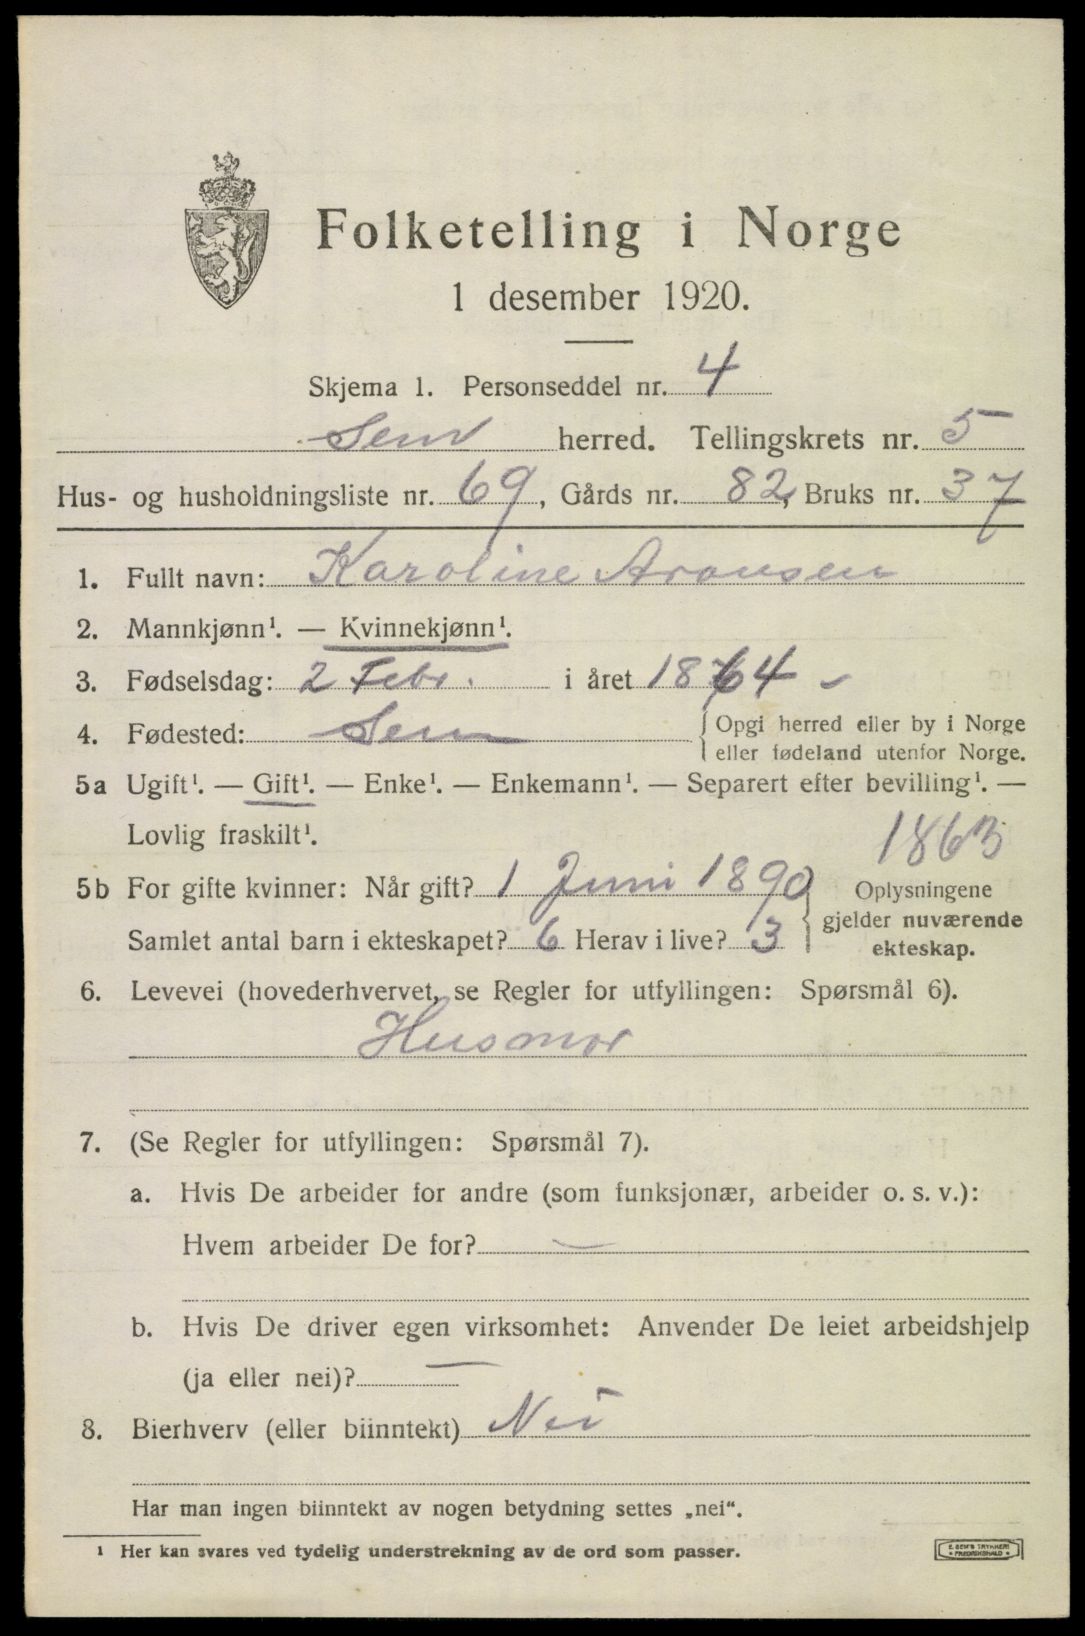 Folketelling i Norge
1 desember 1920.
Skjema 1. Personseddel nr. 4
Sem herred. Tellingskrets nr. 5
Hus- og husholdningsliste nr. 69, Gårds nr. 82, Bruks nr. 37
1. Fullt navn: Karoline Aronsen
2. Mannkjønn¹. — Kvinnekjønn¹.
3. Fødselsdag: 2 Febr. i året 1864 -
4. Fødested: Sem { Opgi herred eller by i Norge
eller fødeland utenfor Norge.
5a Ugift¹. — Gift¹. — Enke¹. — Enkemann¹. — Separert efter bevilling¹. —
Lovlig fraskilt¹. 1863
5b For gifte kvinner: Når gift? 1 Juni 1890 } Oplysningene
gjelder nuværende
Samlet antal barn i ekteskapet? 6 Herav i live? 3
ekteskap.
6. Levevei (hovederhvervet, se Regler for utfyllingen: Spørsmål 6).
Husmor
7. (Se Regler for utfyllingen: Spørsmål 7).
a. Hvis De arbeider for andre (som funksjonær, arbeider o. s. v.):
Hvem arbeider De for? —
b. Hvis De driver egen virksomhet: Anvender De leiet arbeidshjelp
(ja eller nei)? —
8. Bierhverv (eller biinntekt) Nei
Har man ingen biinntekt av nogen betydning settes „nei“.
¹ Her kan svares ved tydelig understrekning av de ord som passer.
E. SEM'S TRYKKERI
• FREDRIKSHALD •